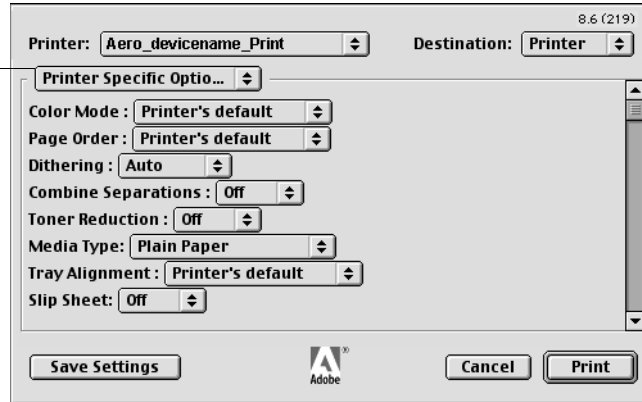 8.6 (219)
Printer: Aero_devicename_Print Destination: Printer
Printer Specific Optio...
Color Mode : Printer's default
Page Order : Printer's default
Dithering : Auto
Combine Separations : Off
Toner Reduction : Off
Media Type: Plain Paper
Tray Alignment : Printer's default
Slip Sheet: Off
Save Settings Adobe® Cancel Print